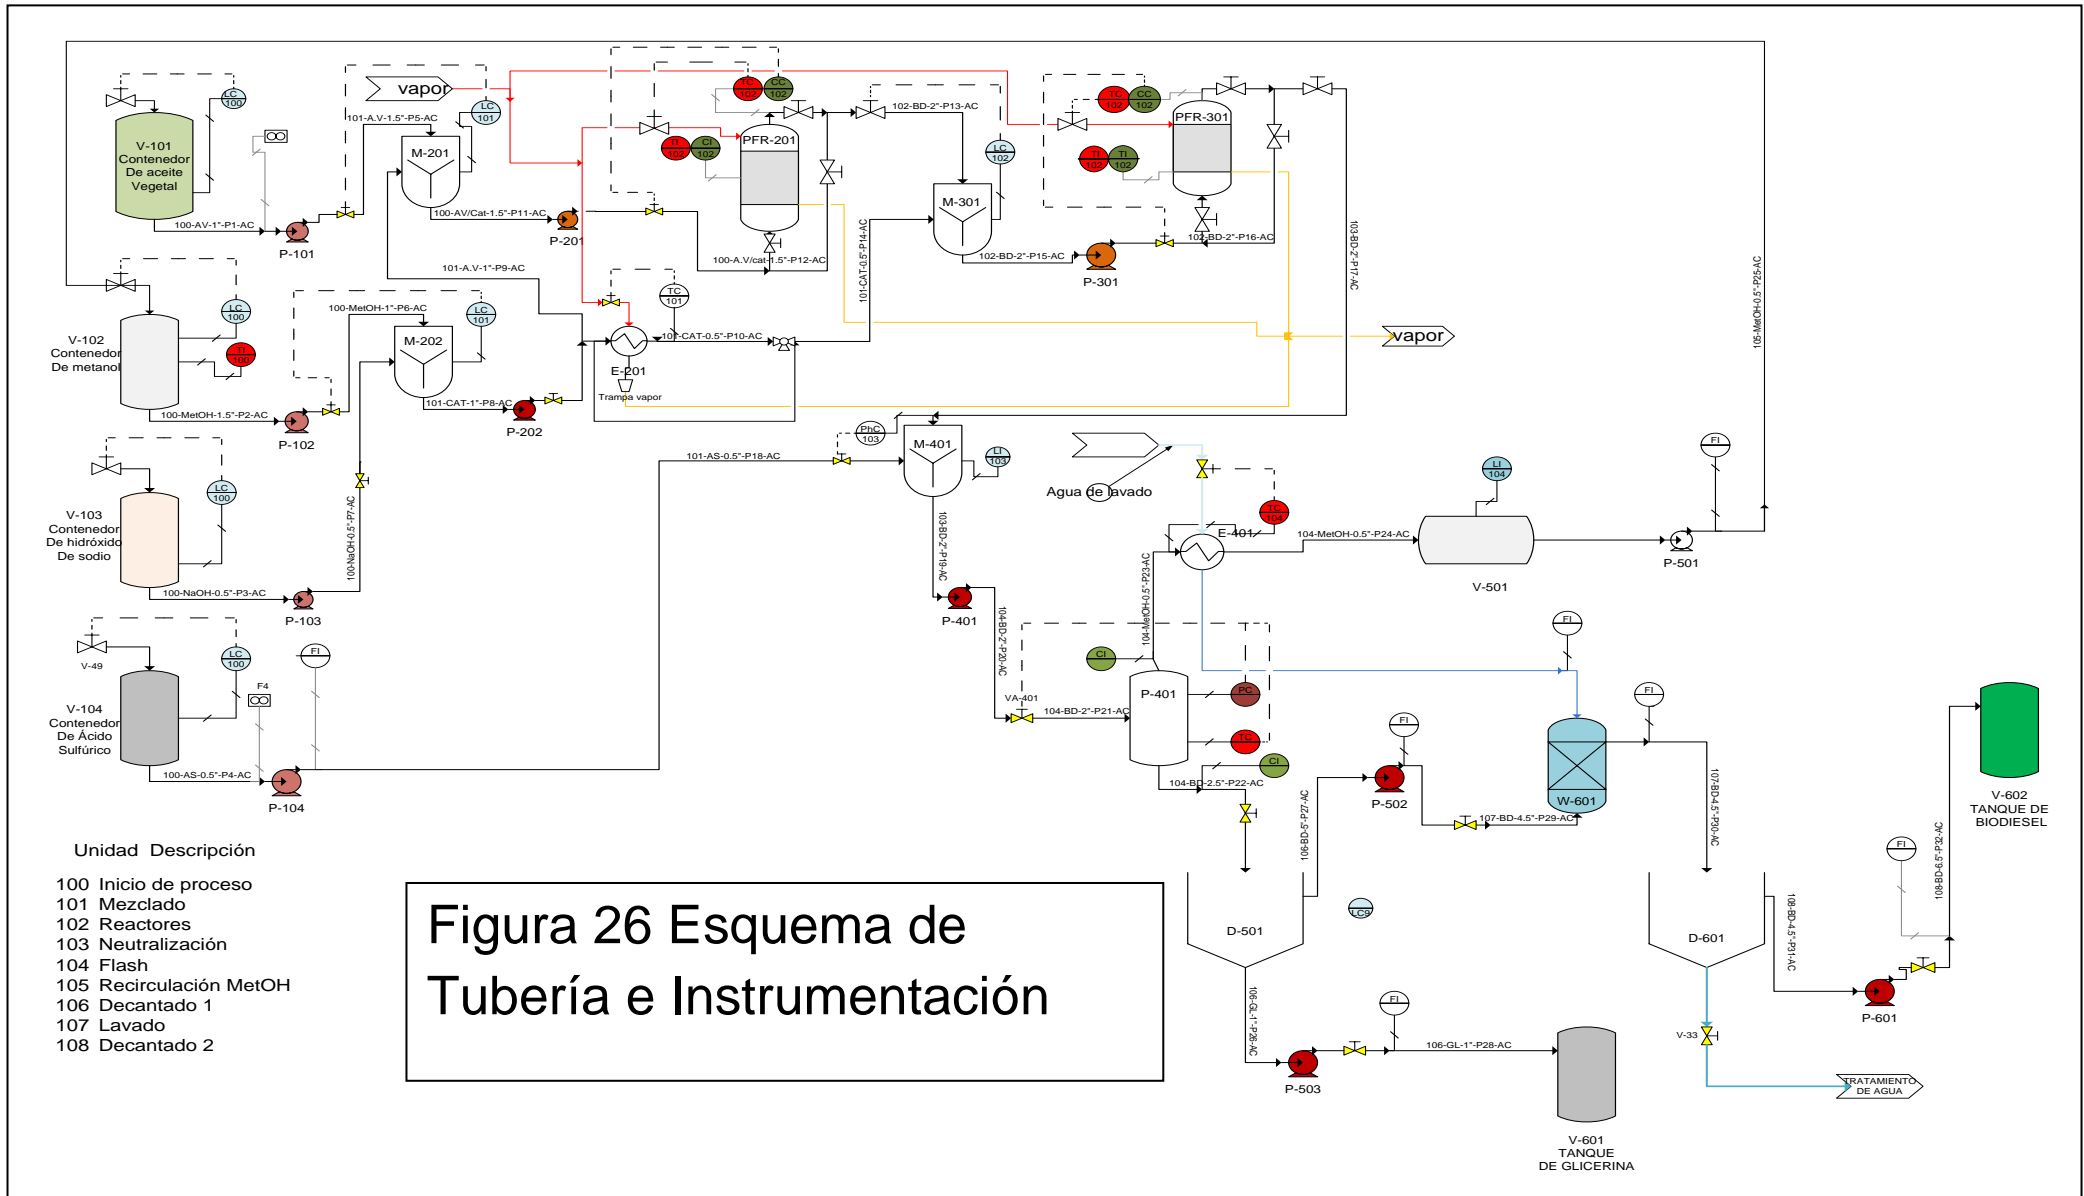 vapor
LC
100
V-101
Contenedor
De aceite
Vegetal
100-AV-1"-P1-AC
P-101
101-A.V-1.5"-P5-AC
LC
101
M-201
100-AV/Cat-1.5"-P11-AC
P-201
101-A.V-1"-P9-AC
TC
102
CC
102
TI
102
CI
102
PFR-201
100-A.V/cat-1.5"-P12-AC
102-BD-2"-P13-AC
LC
102
M-301
102-BD-2"-P15-AC
P-301
TC
102
CC
102
TI
102
TI
102
PFR-301
102-BD-2"-P16-AC
103-BD-2"-P17-AC
101-CAT-0.5"-P14-AC
105-MetOH-0.5"-P25-AC
V-102
Contenedor
De metanol
LC
100
TI
100
100-MetOH-1.5"-P2-AC
P-102
100-MetOH-1"-P6-AC
LC
101
M-202
101-CAT-1"-P8-AC
P-202
TC
101
101-CAT-0.5"-P10-AC
E-201
Trampa vapor
vapor
V-103
Contenedor
De hidróxido
De sodio
LC
100
100-NaOH-0.5"-P3-AC
P-103
100-NaOH-0.5"-P7-AC
101-AS-0.5"-P18-AC
PhC
103
M-401
LI
103
103-BD-2"-P19-AC
P-401
104-BD-2"-P20-AC
Agua de lavado
TC
104
E-401
104-MetOH-0.5"-P23-AC
104-MetOH-0.5"-P24-AC
LI
104
V-501
FI
P-501
V-49
V-104
Contenedor
De Ácido
Sulfúrico
LC
100
F4
FI
100-AS-0.5"-P4-AC
P-104
VA-401
104-BD-2"-P21-AC
CI
P-401
PC
TC
CI
104-BD-2.5"-P22-AC
106-BD-5"-P27-AC
FI
P-502
107-BD-4.5"-P29-AC
FI
W-601
FI
107-BD-4.5"-P30-AC
V-602
TANQUE DE
BIODIESEL
108-BD-6.5"-P32-AC
FI
D-501
LC9
D-601
108-BD-4.5"-P31-AC
P-601
106-GL-1"-P26-AC
P-503
FI
106-GL-1"-P28-AC
V-601
TANQUE
DE GLICERINA
V-33
TRATAMIENTO
DE AGUA
Unidad Descripción
100 Inicio de proceso
101 Mezclado
102 Reactores
103 Neutralización
104 Flash
105 Recirculación MetOH
106 Decantado 1
107 Lavado
108 Decantado 2
Figura 26 Esquema de
Tubería e Instrumentación